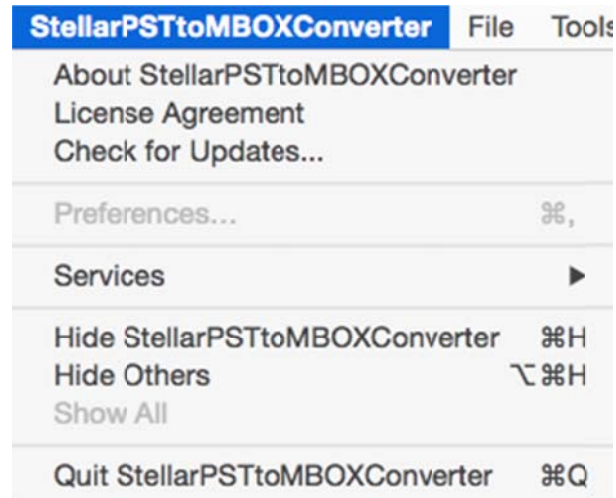 StellarPSTtoMBOXConverter File Tools
About StellarPSTtoMBOXConverter
License Agreement
Check for Updates...
Preferences... ⌘,
Services ▶
Hide StellarPSTtoMBOXConverter ⌘H
Hide Others ⌥⌘H
Show All
Quit StellarPSTtoMBOXConverter ⌘Q